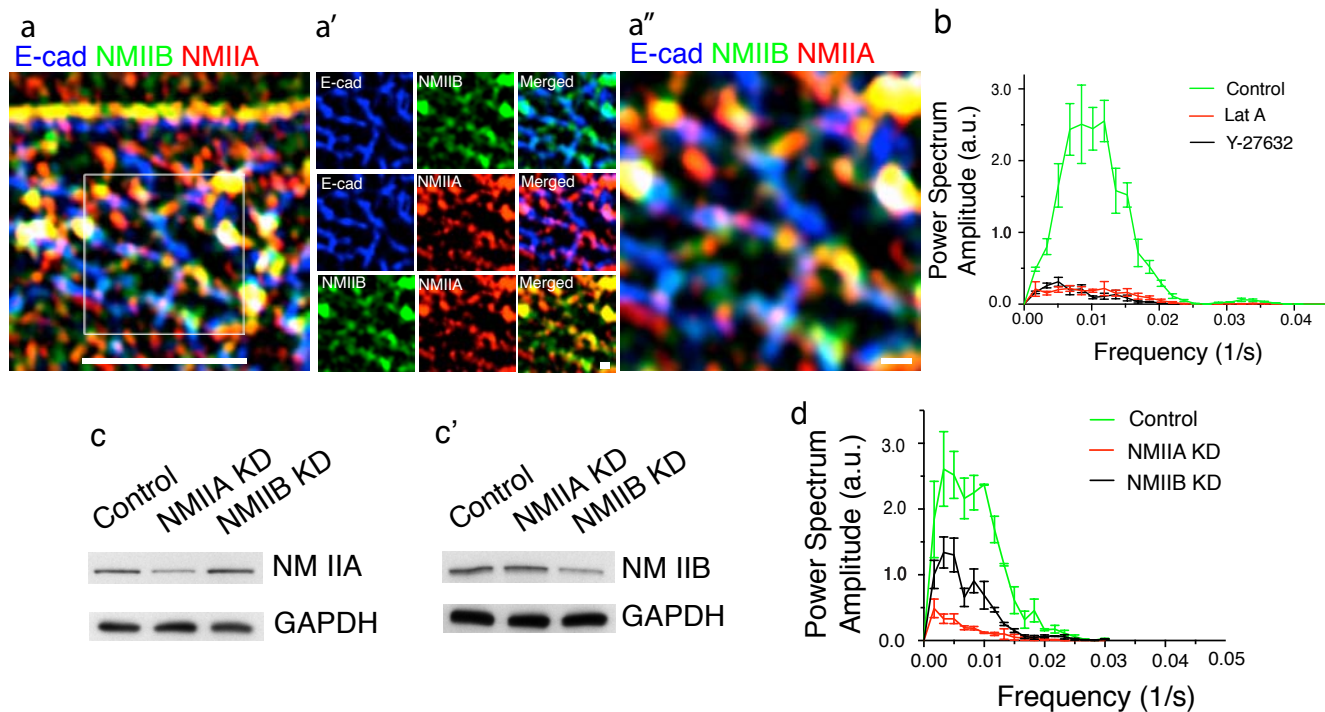 a
E-cad NMIIB NMIIA
a'
E-cad NMIIB Merged
E-cad NMIIA Merged
NMIIB NMIIA Merged
a"
E-cad NMIIB NMIIA
b
Power Spectrum
Amplitude (a.u.)
3.0
2.0
1.0
0.0
0.00 0.01 0.02 0.03 0.04
Frequency (1/s)
Control
Lat A
Y-27632
c
Control NMIIA KD NMIIB KD
NM IIA
GAPDH
c'
Control NMIIA KD NMIIB KD
NM IIB
GAPDH
d
Power Spectrum
Amplitude (a.u.)
3.0
2.0
1.0
0.0
0.00 0.01 0.02 0.03 0.04 0.05
Frequency (1/s)
Control
NMIIA KD
NMIIB KD